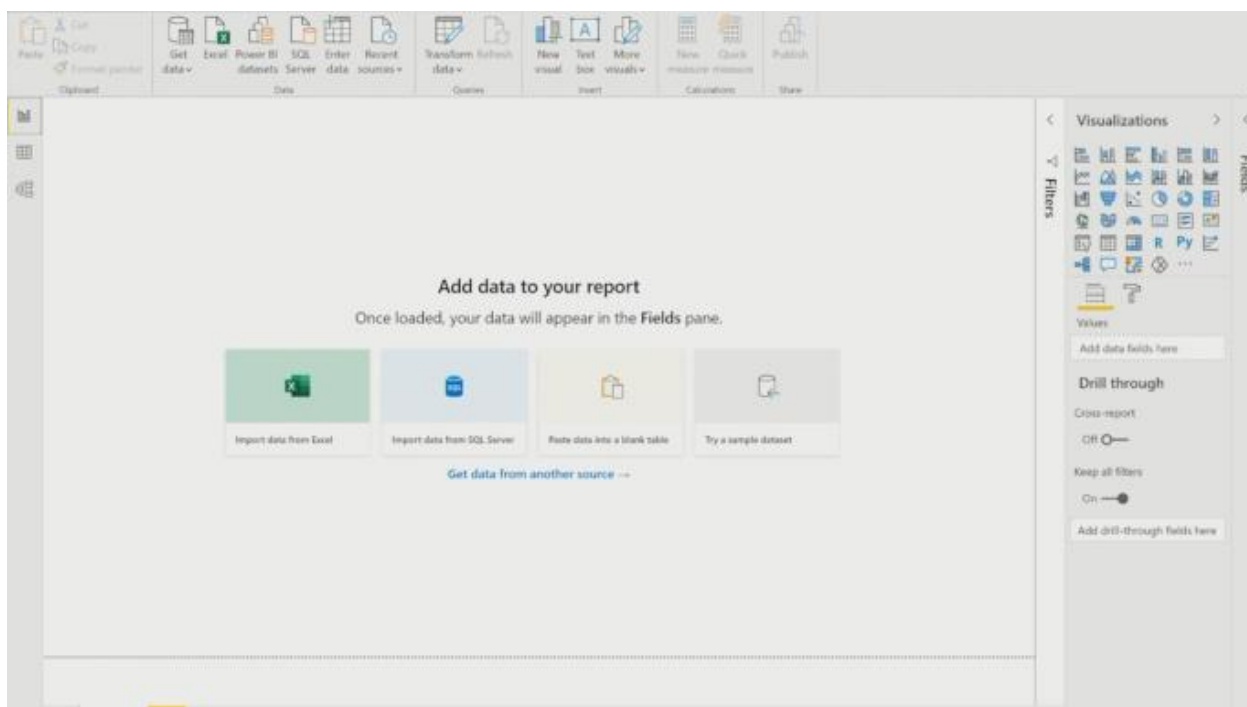 Paste
Cut
Copy
Format painter
Clipboard
Get data
Excel
Power BI datasets
SQL Server
Enter data
Recent sources
Data
Transform data
Refresh
Queries
New visual
Text box
More visuals
Insert
New measure
Quick measure
Calculations
Publish
Share
Filters
Visualizations
Fields
R
Py
Values
Add data fields here
Drill through
Cross-report
Off
Keep all filters
On
Add drill-through fields here
Add data to your report
Once loaded, your data will appear in the Fields pane.
SQL
Import data from Excel
Import data from SQL Server
Paste data into a blank table
Try a sample dataset
Get data from another source →